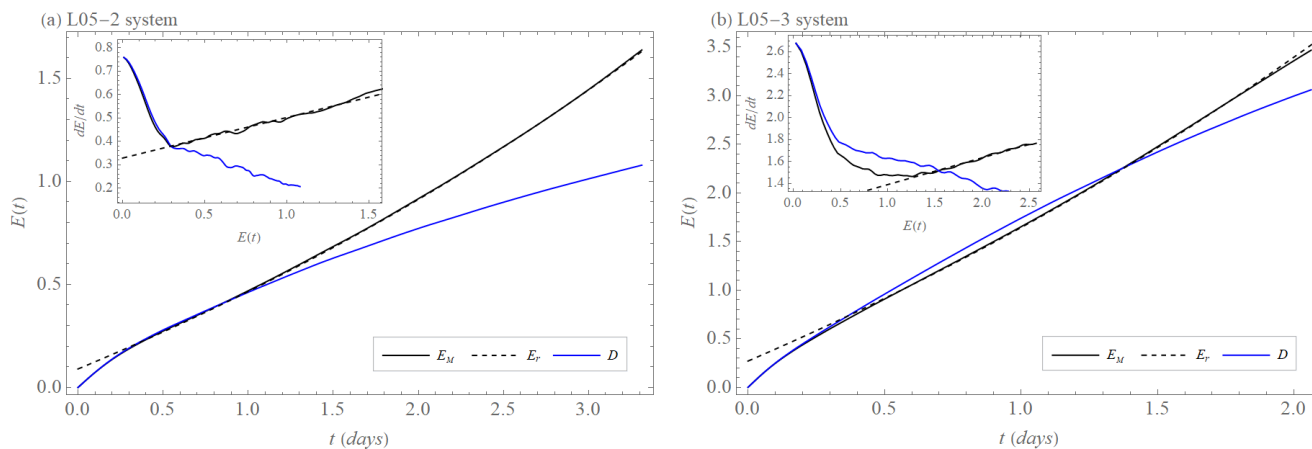 (a) L05−2 system
E(t)
1.5
1.0
0.5
0.0
0.0 0.5 1.0 1.5 2.0 2.5 3.0
t (days)
dE/dt
0.8
0.7
0.6
0.5
0.4
0.3
0.2
0.0 0.5 1.0 1.5
E(t)
E_M E_r D
(b) L05−3 system
E(t)
3.5
3.0
2.5
2.0
1.5
1.0
0.5
0.0
0.0 0.5 1.0 1.5 2.0
t (days)
dE/dt
2.6
2.4
2.2
2.0
1.8
1.6
1.4
0.0 0.5 1.0 1.5 2.0 2.5
E(t)
E_M E_r D